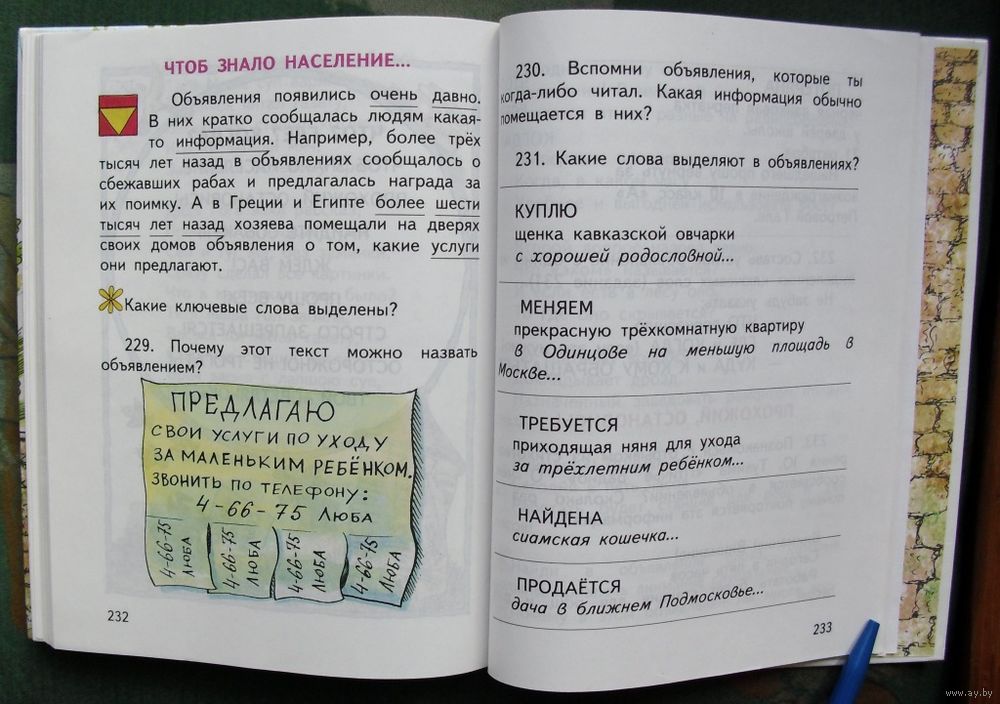 ЧТОБ ЗНАЛО НАСЕЛЕНИЕ...
Объявления появились очень давно.
В них кратко сообщалась людям какая-
то информация. Например, более трёх
тысяч лет назад в объявлениях сообщалось о
сбежавших рабах и предлагалась награда за
их поимку. А в Греции и Египте более шести
тысяч лет назад хозяева помещали на дверях
своих домов объявления о том, какие услуги
они предлагают.
Какие ключевые слова выделены?
229. Почему этот текст можно назвать
объявлением?
ПРЕДЛАГАЮ
СВОИ УСЛУГИ ПО УХОДУ
ЗА МАЛЕНЬКИМ РЕБЁНКОМ.
ЗВОНИТЬ ПО ТЕЛЕФОНУ:
4-66-75 ЛЮБА
4-66-75
ЛЮБА
4-66-75
ЛЮБА
4-66-75
ЛЮБА
4-66-75
ЛЮБА
232
230. Вспомни объявления, которые ты
когда-либо читал. Какая информация обычно
помещается в них?
231. Какие слова выделяют в объявлениях?
КУПЛЮ
щенка кавказской овчарки
с хорошей родословной...
МЕНЯЕМ
прекрасную трёхкомнатную квартиру
в Одинцове на меньшую площадь в
Москве...
ТРЕБУЕТСЯ
приходящая няня для ухода
за трёхлетним ребёнком...
НАЙДЕНА
сиамская кошечка...
ПРОДАЁТСЯ
дача в ближнем Подмосковье...
233
www.ay.by